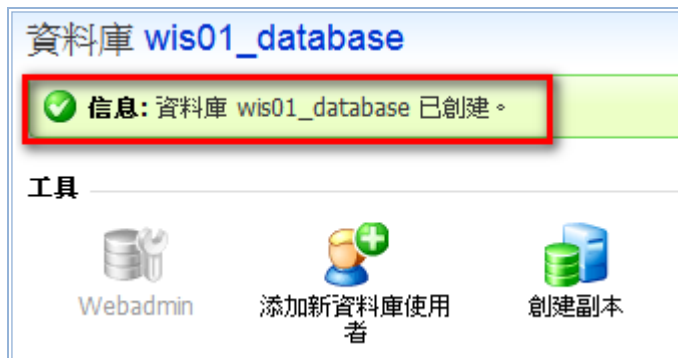 資料庫 wis01_database
信息: 資料庫 wis01_database 已創建。
工具
Webadmin
添加新資料庫使用
者
創建副本